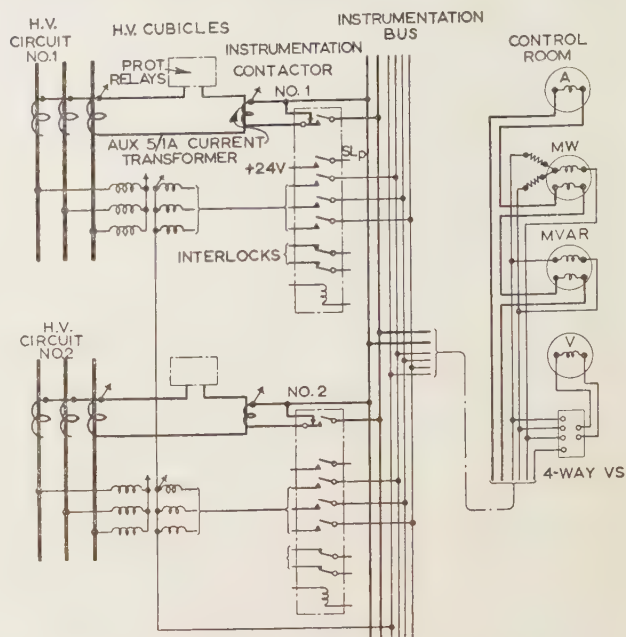 H.V.
CIRCUIT
NO.1
H.V. CUBICLES
PROT
RELAYS
INSTRUMENTATION
CONTACTOR
NO. 1
INSTRUMENTATION
BUS
CONTROL
ROOM
A
AUX 5/1A CURRENT
TRANSFORMER
+24V
SLp
MW
INTERLOCKS
MVAR
H.V.
CIRCUIT
NO.2
NO. 2
V
4-WAY VS